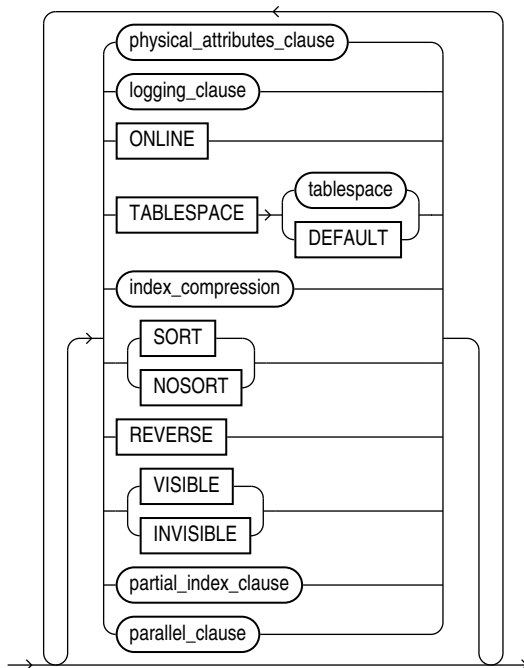 physical_attributes_clause
logging_clause
ONLINE
TABLESPACE
tablespace
DEFAULT
index_compression
SORT
NOSORT
REVERSE
VISIBLE
INVISIBLE
partial_index_clause
parallel_clause